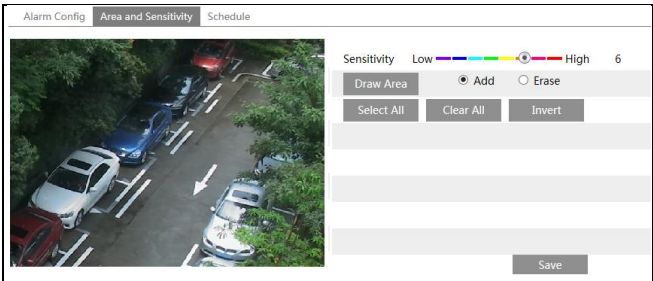 Alarm Config Area and Sensitivity Schedule
Sensitivity Low High 6
Draw Area Add Erase
Select All Clear All Invert
Save